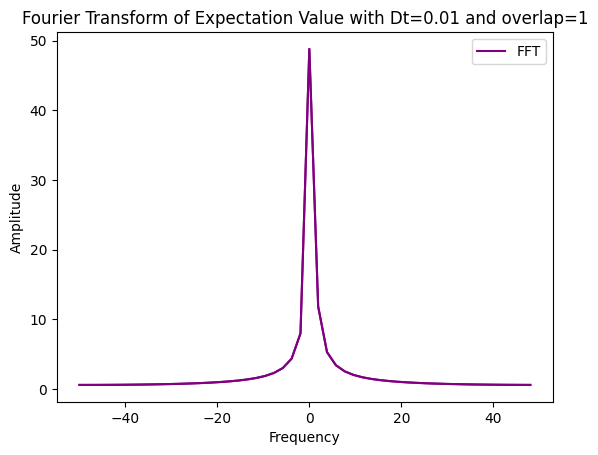 Fourier Transform of Expectation Value with Dt=0.01 and overlap=1
FFT
50
40
30
20
10
0
Amplitude
−40 −20 0 20 40
Frequency